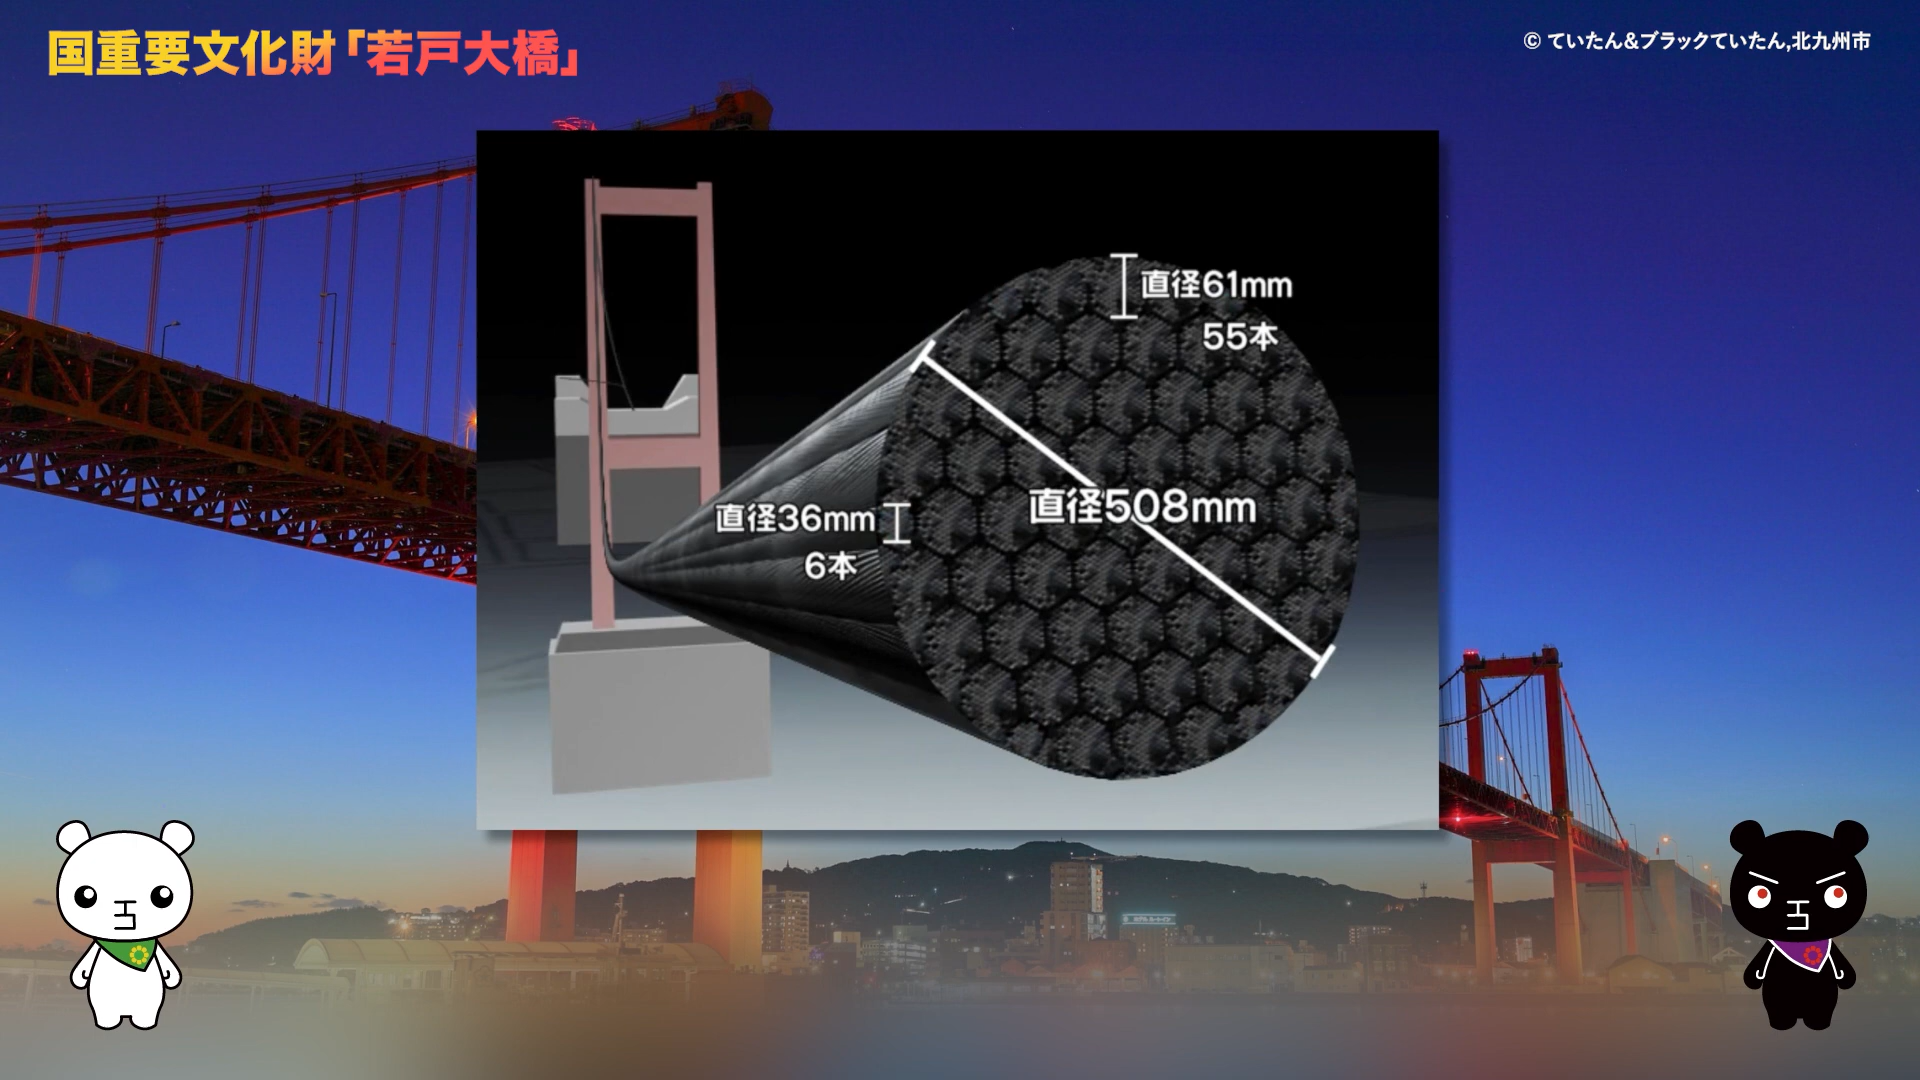 国重要文化財「若戸大橋」
© ていたん&ブラックていたん,北九州市
直径61mm
55本
直径508mm
直径36mm
6本